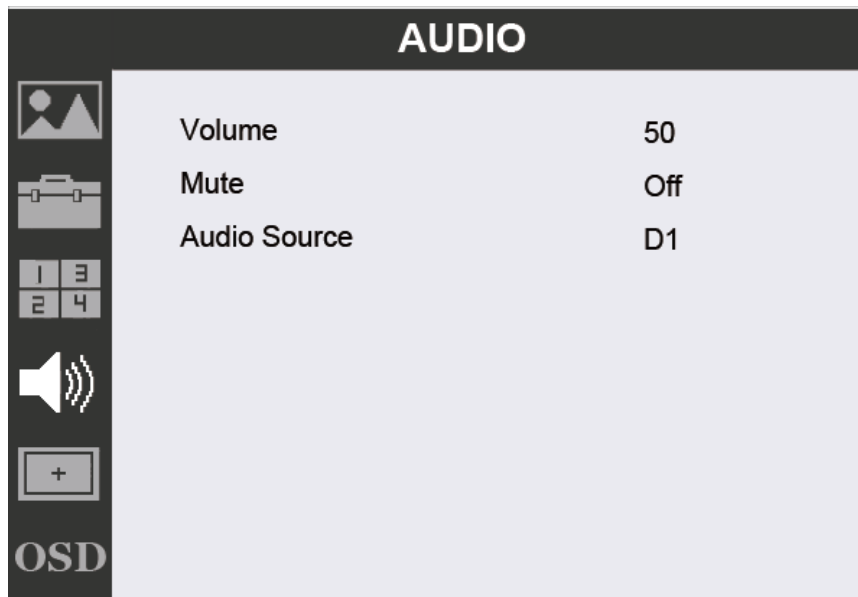 AUDIO
Volume 50
Mute Off
Audio Source D1
1 3
2 4
OSD